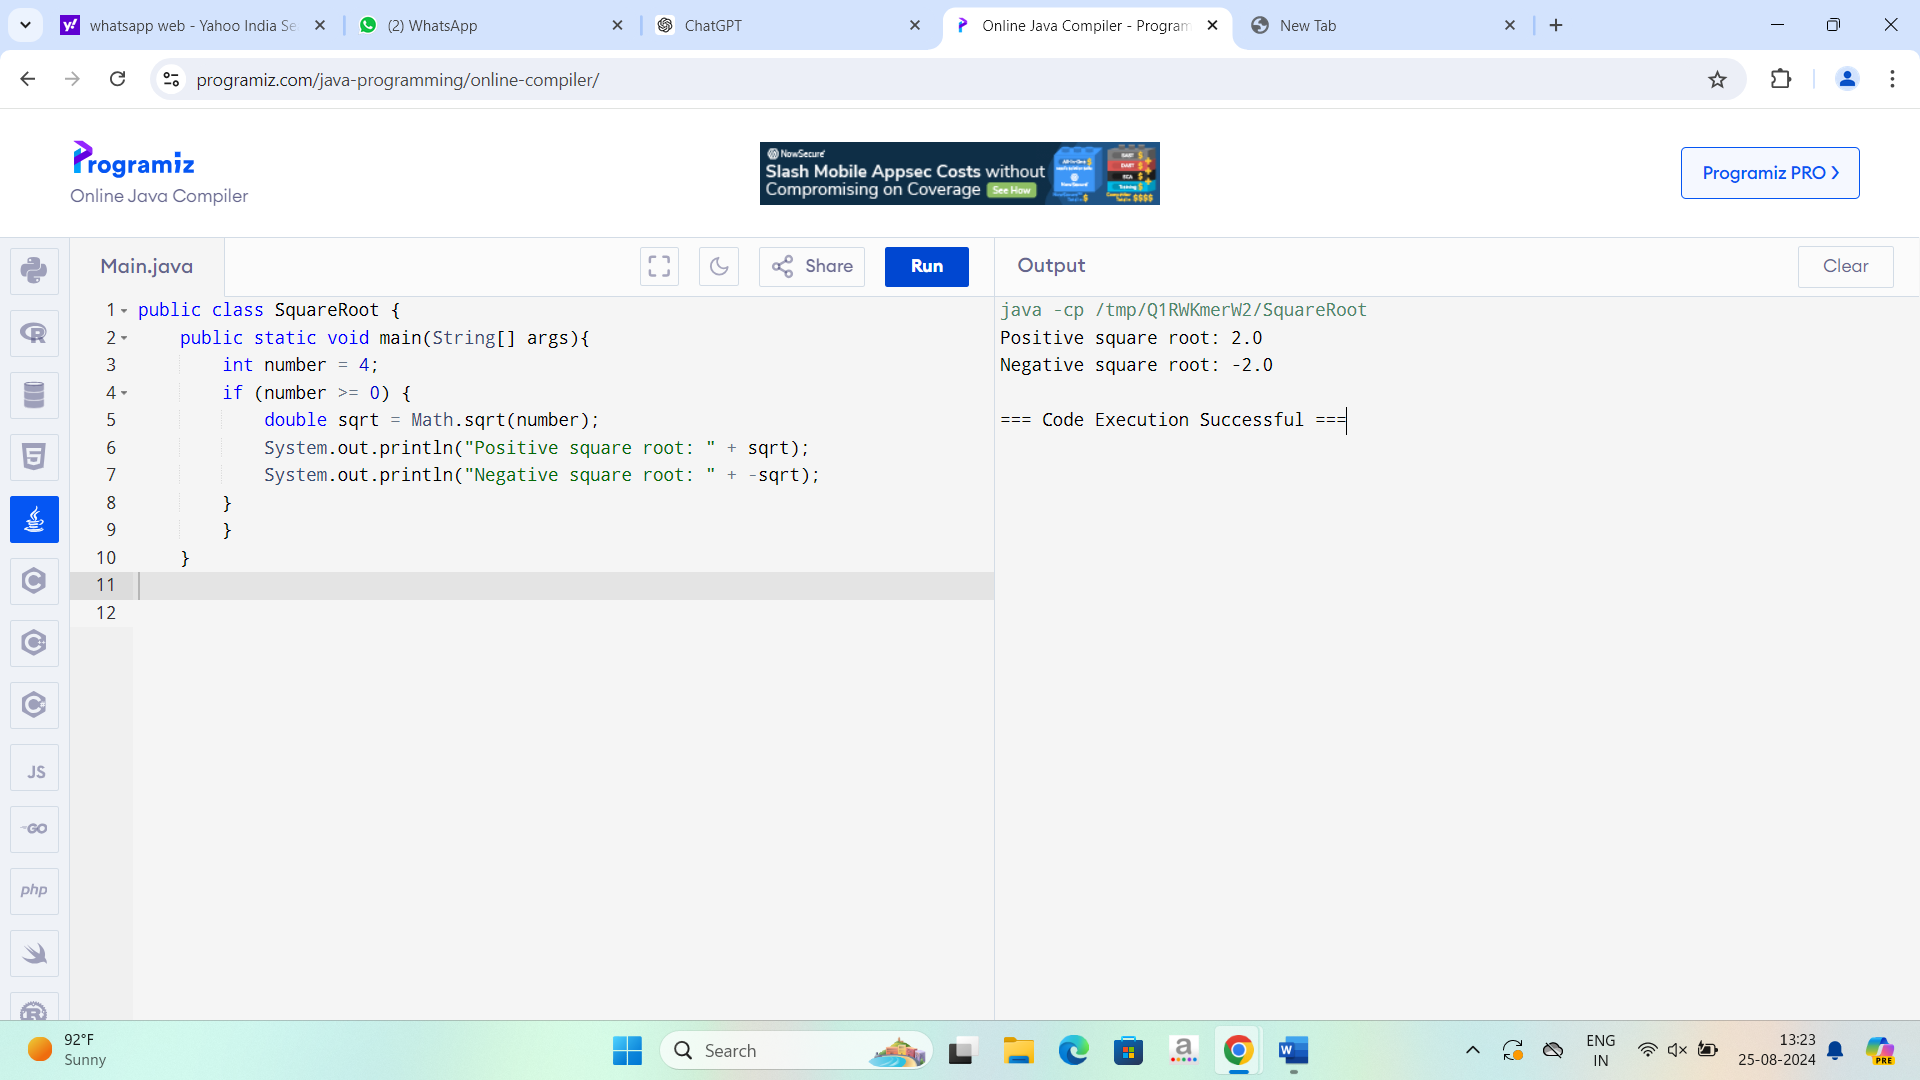 whatsapp web - Yahoo India Se
(2) WhatsApp
ChatGPT
Online Java Compiler - Program
New Tab
programiz.com/java-programming/online-compiler/
Programiz
Online Java Compiler
NowSecure
Slash Mobile Appsec Costs without
Compromising on Coverage See How
Programiz PRO
Main.java
Share
Run
Output
Clear
1 public class SquareRoot {
2 public static void main(String[] args){
3 int number = 4;
4 if (number >= 0) {
5 double sqrt = Math.sqrt(number);
6 System.out.println("Positive square root: " + sqrt);
7 System.out.println("Negative square root: " + -sqrt);
8 }
9 }
10 }
11
12
java -cp /tmp/Q1RWKmerW2/SquareRoot
Positive square root: 2.0
Negative square root: -2.0
=== Code Execution Successful ===
JS
GO
php
92°F
Sunny
Search
ENG
IN
13:23
25-08-2024
PRE